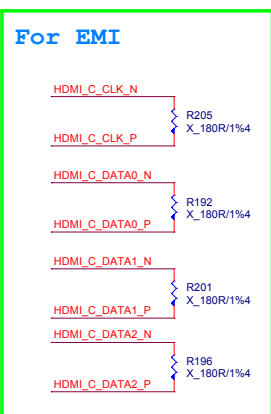 For EMI
HDMI_C_CLK_N
R205
X_180R/1%4
HDMI_C_CLK_P
HDMI_C_DATA0_N
R192
X_180R/1%4
HDMI_C_DATA0_P
HDMI_C_DATA1_N
R201
X_180R/1%4
HDMI_C_DATA1_P
HDMI_C_DATA2_N
R196
X_180R/1%4
HDMI_C_DATA2_P